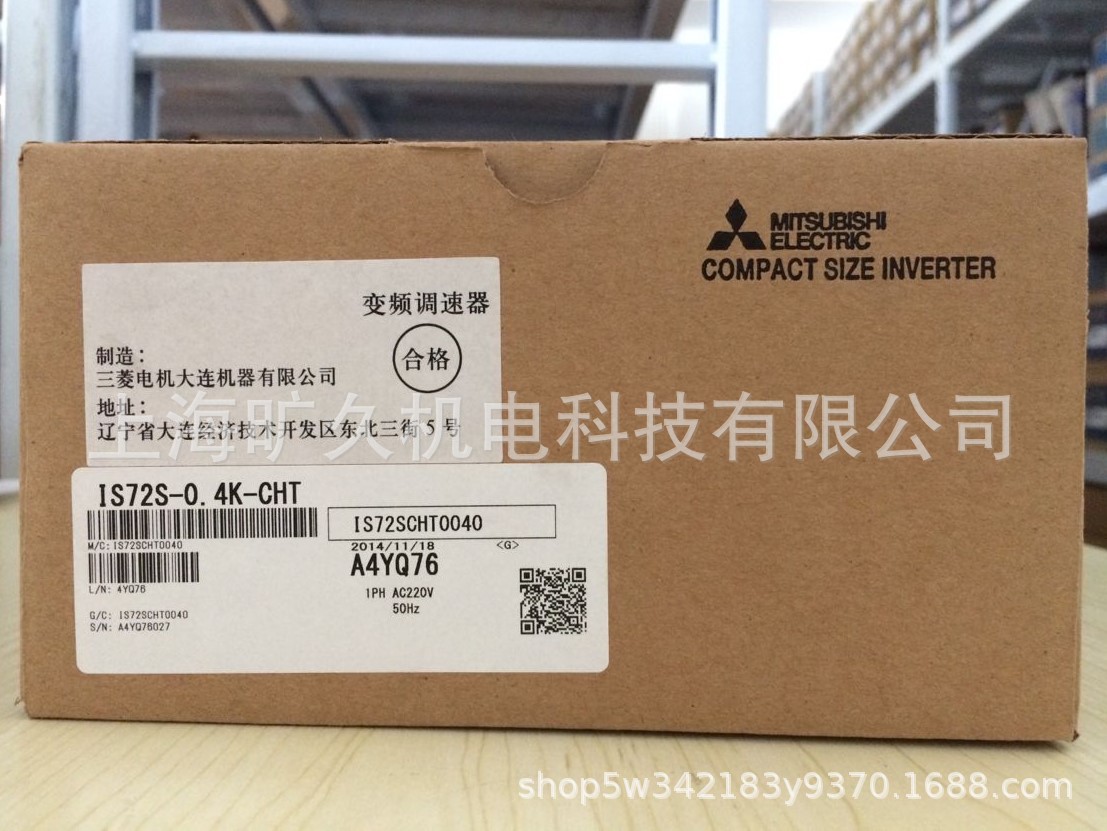 MITSUBISHI
ELECTRIC
COMPACT SIZE INVERTER
变频调速器
合格
制造：
三菱电机大连机器有限公司
地址：
辽宁省大连经济技术开发区东北三街5号
上海旷久机电科技有限公司
IS72S-0.4K-CHT
IS72SCHT0040
M/C: IS72SCHT0040
2014/11/18
<G>
A4YQ76
L/N: 4YQ76
1PH AC220V
50Hz
G/C: IS72SCHT0040
S/N: A4YQ76027
shop5w342183y9370.1688.com